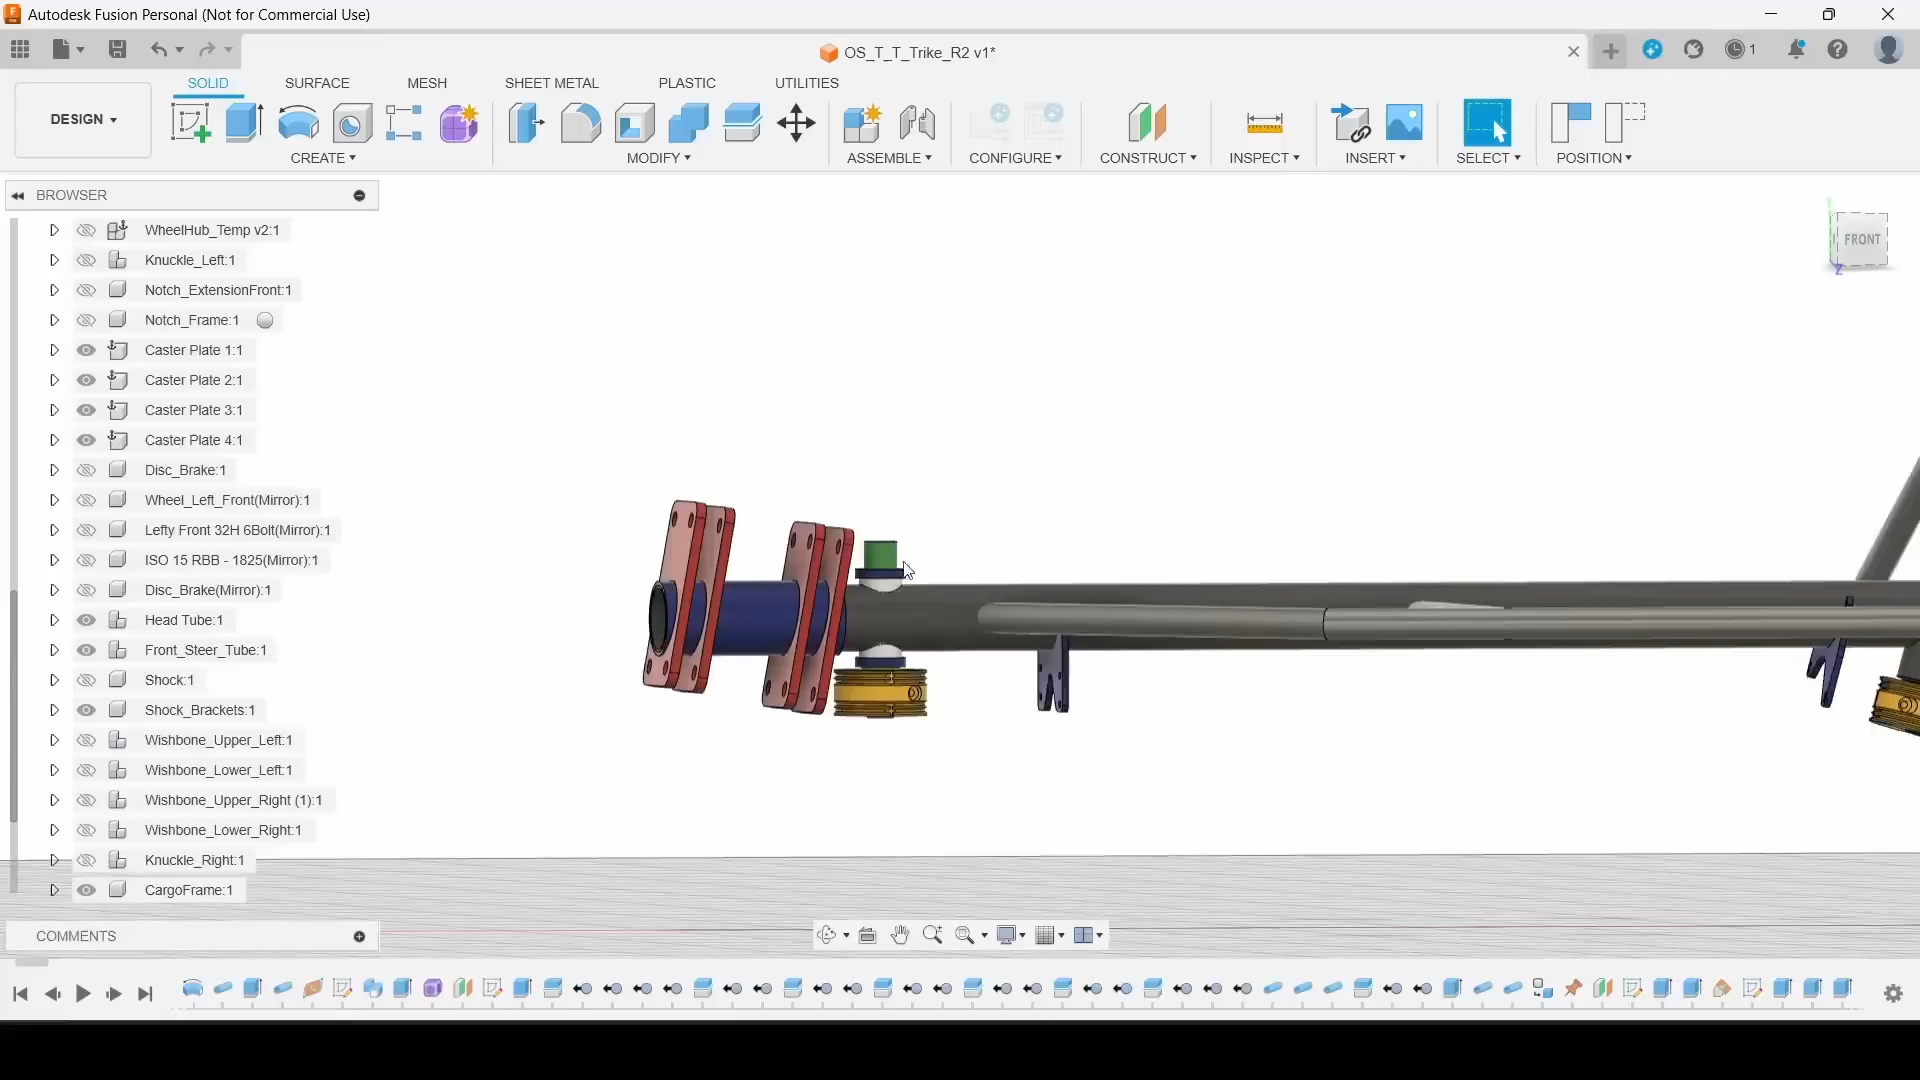 Autodesk Fusion Personal (Not for Commercial Use)
OS_T_T_Trike_R2 v1*
1
DESIGN
SOLID
SURFACE
MESH
SHEET METAL
PLASTIC
UTILITIES
CREATE
MODIFY
ASSEMBLE
CONFIGURE
CONSTRUCT
INSPECT
INSERT
SELECT
POSITION
BROWSER
WheelHub_Temp v2:1
Knuckle_Left:1
Notch_ExtensionFront:1
Notch_Frame:1
Caster Plate 1:1
Caster Plate 2:1
Caster Plate 3:1
Caster Plate 4:1
Disc_Brake:1
Wheel_Left_Front(Mirror):1
Lefty Front 32H 6Bolt(Mirror):1
ISO 15 RBB - 1825(Mirror):1
Disc_Brake(Mirror):1
Head Tube:1
Front_Steer_Tube:1
Shock:1
Shock_Brackets:1
Wishbone_Upper_Left:1
Wishbone_Lower_Left:1
Wishbone_Upper_Right (1):1
Wishbone_Lower_Right:1
Knuckle_Right:1
CargoFrame:1
FRONT
Z
COMMENTS